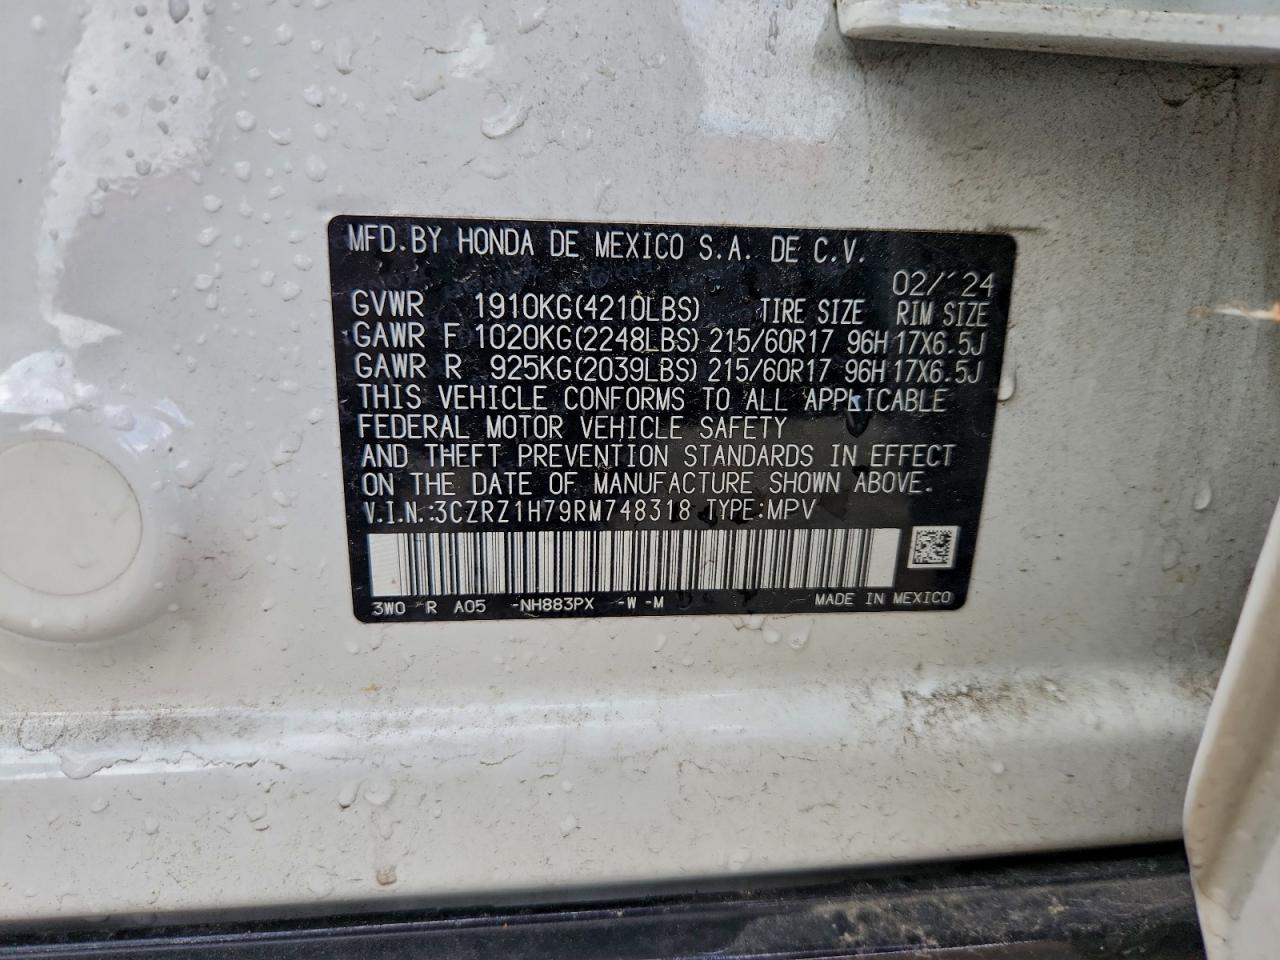 MFD.BY HONDA DE MEXICO S.A. DE C.V.
02/ 24
GVWR 1910KG(4210LBS) TIRE SIZE RIM SIZE
GAWR F 1020KG(2248LBS) 215/60R17 96H 17X6.5J
GAWR R 925KG(2039LBS) 215/60R17 96H 17X6.5J
THIS VEHICLE CONFORMS TO ALL APPLICABLE
FEDERAL MOTOR VEHICLE SAFETY
AND THEFT PREVENTION STANDARDS IN EFFECT
ON THE DATE OF MANUFACTURE SHOWN ABOVE.
V.I.N.:3CZRZ1H79RM748318 TYPE:MPV
3W0 R A05 -NH883PX -W-M MADE IN MEXICO